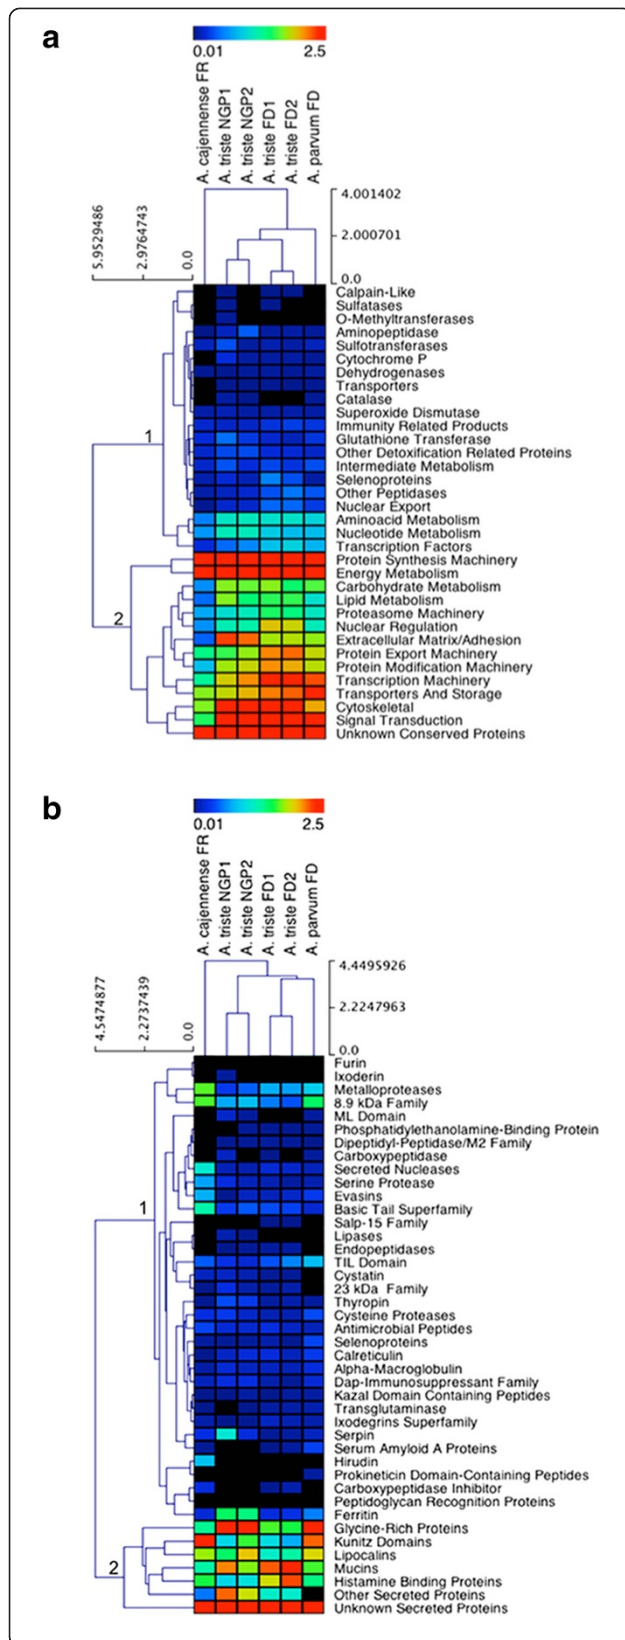 a
0.01 2.5
A. cajennense FR
A. triste NGP1
A. triste NGP2
A. triste FD1
A. triste FD2
A. parvum FD
4.001402
2.000701
0.0
5.9529486
2.9764743
0.0
Calpain-Like
Sulfatases
O-Methyltransferases
Aminopeptidase
Sulfotransferases
Cytochrome P
Dehydrogenases
Transporters
Catalase
Superoxide Dismutase
Immunity Related Products
1
Glutathione Transferase
Other Detoxification Related Proteins
Intermediate Metabolism
Selenoproteins
Other Peptidases
Nuclear Export
Aminoacid Metabolism
Nucleotide Metabolism
Transcription Factors
Protein Synthesis Machinery
Energy Metabolism
Carbohydrate Metabolism
Lipid Metabolism
Proteasome Machinery
2
Nuclear Regulation
Extracellular Matrix/Adhesion
Protein Export Machinery
Protein Modification Machinery
Transcription Machinery
Transporters And Storage
Cytoskeletal
Signal Transduction
Unknown Conserved Proteins
b
0.01 2.5
A. cajennense FR
A. triste NGP1
A. triste NGP2
A. triste FD1
A. triste FD2
A. parvum FD
4.4495926
2.2247963
0.0
4.5474877
2.2737439
0.0
Furin
Ixoderin
Metalloproteases
8.9 kDa Family
ML Domain
Phosphatidylethanolamine-Binding Protein
Dipeptidyl-Peptidase/M2 Family
Carboxypeptidase
Secreted Nucleases
Serine Protease
Evasins
1
Basic Tail Superfamily
Salp-15 Family
Lipases
Endopeptidases
TIL Domain
Cystatin
23 kDa Family
Thyropin
Cysteine Proteases
Antimicrobial Peptides
Selenoproteins
Calreticulin
Alpha-Macroglobulin
Dap-Immunosuppressant Family
Kazal Domain Containing Peptides
Transglutaminase
Ixodegrins Superfamily
Serpin
Serum Amyloid A Proteins
Hirudin
Prokineticin Domain-Containing Peptides
Carboxypeptidase Inhibitor
Peptidoglycan Recognition Proteins
Ferritin
Glycine-Rich Proteins
Kunitz Domains
Lipocalins
2
Mucins
Histamine Binding Proteins
Other Secreted Proteins
Unknown Secreted Proteins